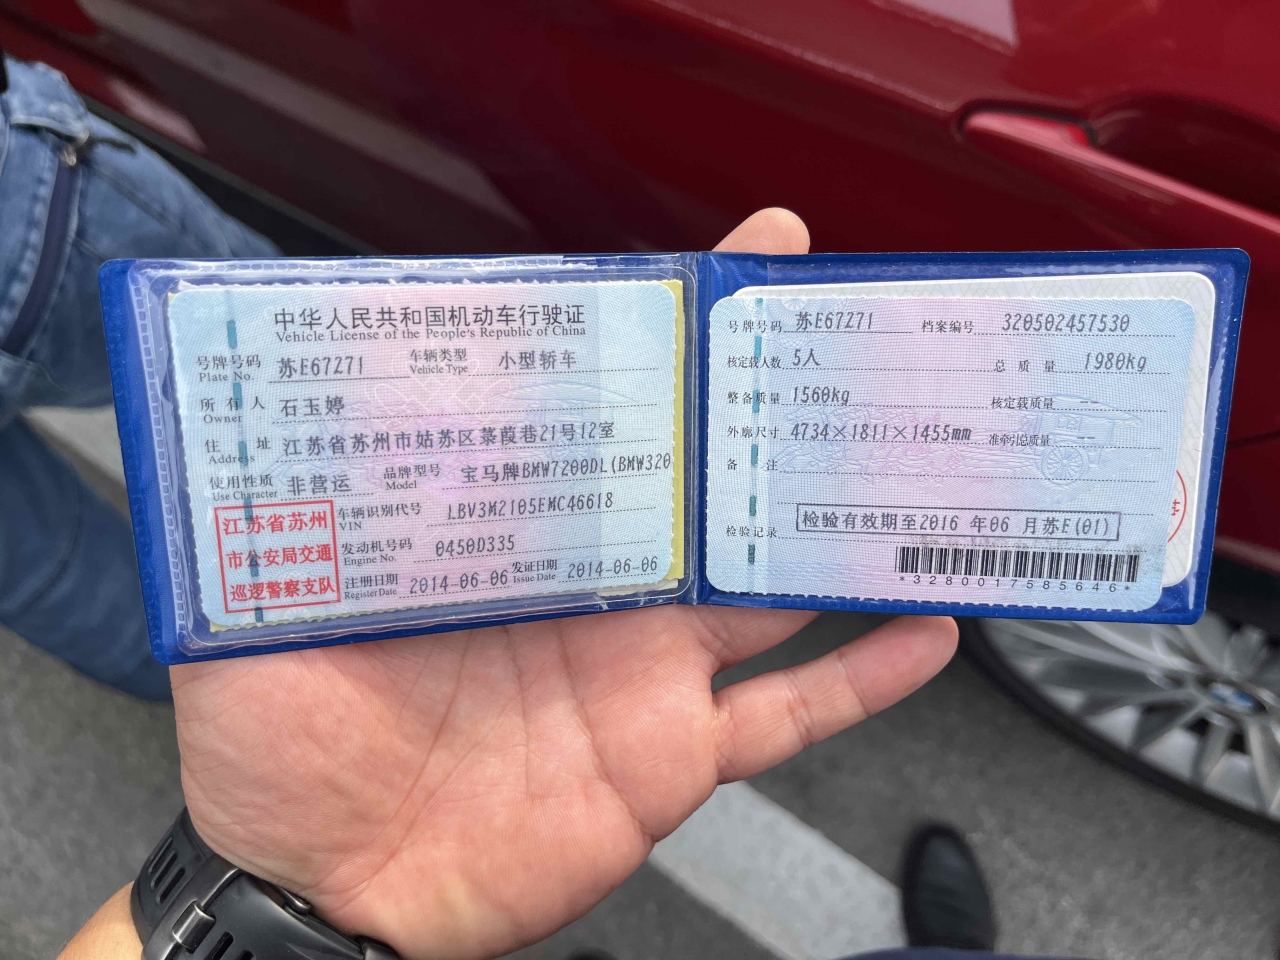 中华人民共和国机动车行驶证
Vehicle License of the People's Republic of China
号牌号码 苏E67Z71 车辆类型 小型轿车
Plate No. Vehicle Type
所有人 石玉婷
Owner
住址 江苏省苏州市姑苏区菉葭巷21号12室
Address
使用性质 非营运 品牌型号 宝马牌BMW7200DL(BMW320
Use Character Model
江苏省苏州
市公安局交通
巡逻警察支队
车辆识别代号 LBV3M2105EMC46618
VIN
发动机号码 0450D335
Engine No.
注册日期 2014-06-06 发证日期 2014-06-06
Register Date Issue Date
号牌号码 苏E67Z71 档案编号 320502457530
核定载人数 5人 总质量 1980kg
整备质量 1560kg 核定载质量 --
外廓尺寸 4734×1811×1455mm 准牵引总质量 --
备注
检验记录 检验有效期至2016年06月苏E(01)
*3280017585646*